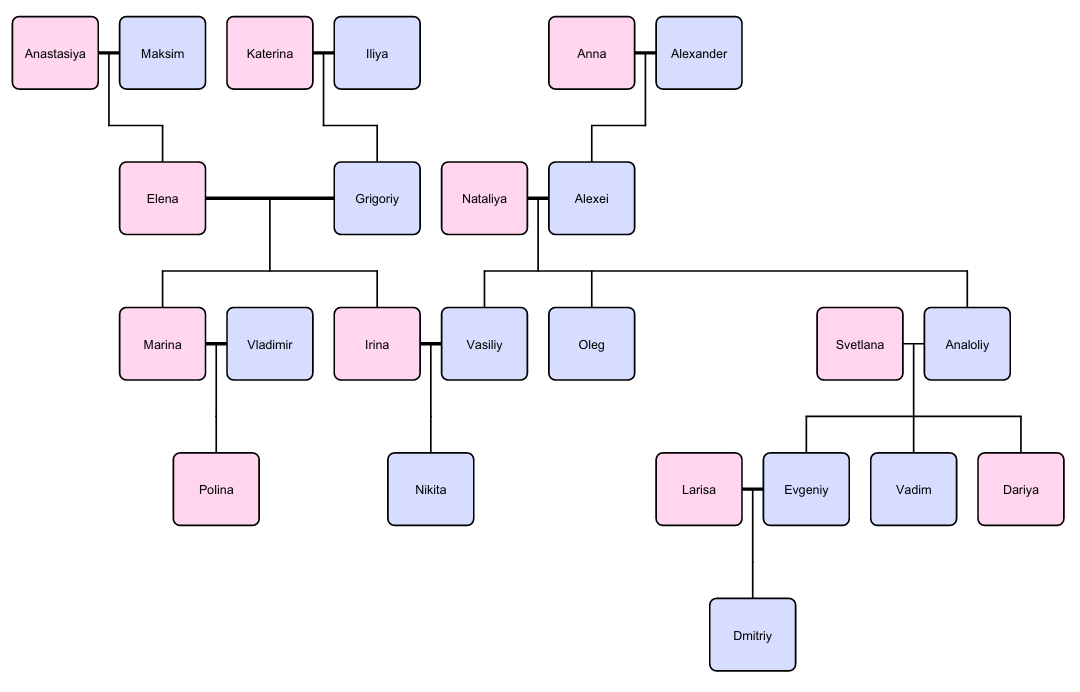 Anastasiya
Maksim
Katerina
Iliya
Anna
Alexander
Elena
Grigoriy
Nataliya
Alexei
Marina
Vladimir
Irina
Vasiliy
Oleg
Svetlana
Analoliy
Polina
Nikita
Larisa
Evgeniy
Vadim
Dariya
Dmitriy